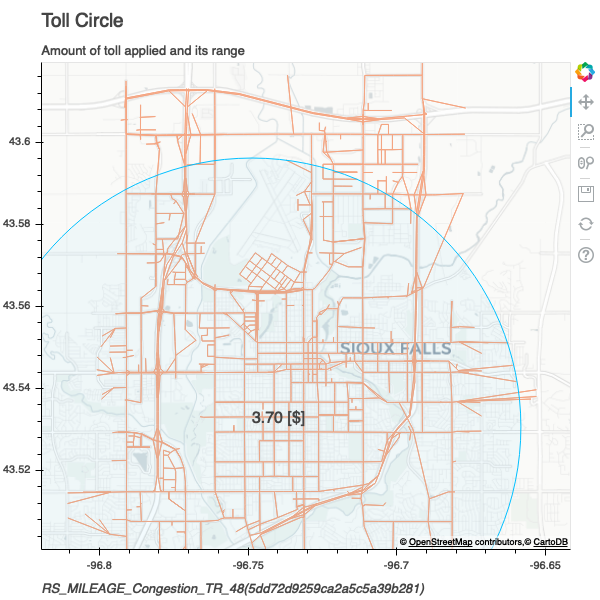 Toll Circle
Amount of toll applied and its range
43.6
43.58
43.56
SIOUX FALLS
43.54
3.70 [$]
43.52
© OpenStreetMap contributors,© CartoDB
-96.8
-96.75
-96.7
-96.65
RS_MILEAGE_Congestion_TR_48(5dd72d9259ca2a5c5a39b281)